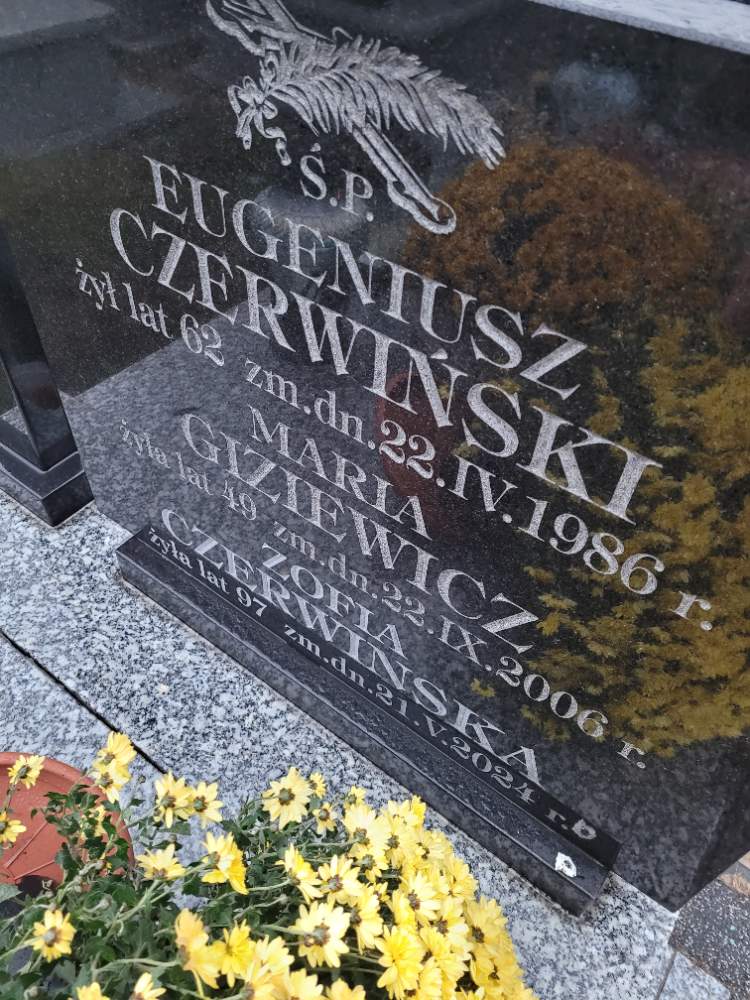 Ś.P.
EUGENIUSZ
CZERWIŃSKI
żył lat 62 zm.dn.22.IV.1986 r.
MARIA
GIZIEWICZ
żyła lat 49 zm.dn.22.IX.2006 r.
ZOFIA
CZERWIŃSKA
żyła lat 97 zm.dn.21.V.2024 r.